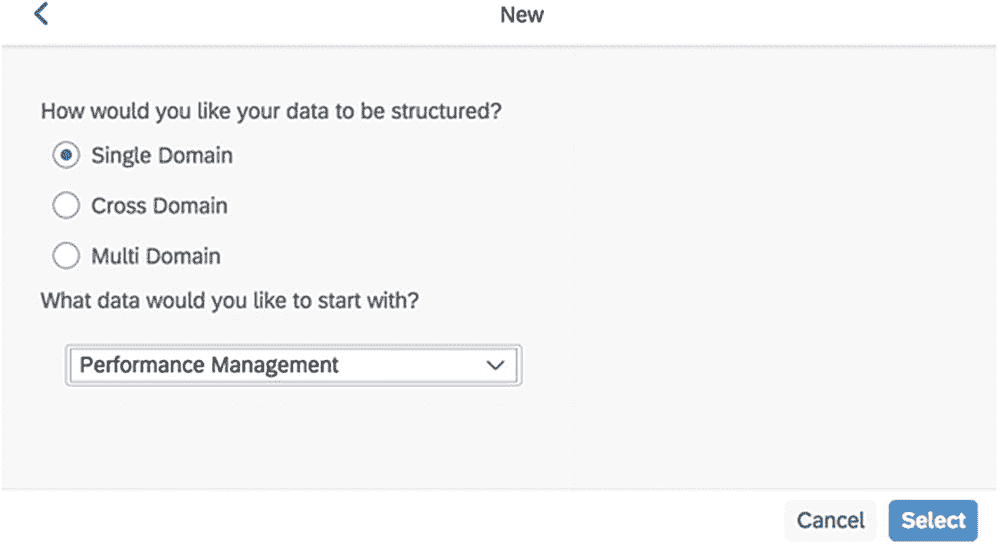 New
How would you like your data to be structured?
Single Domain
Cross Domain
Multi Domain
What data would you like to start with?
Performance Management
Cancel Select